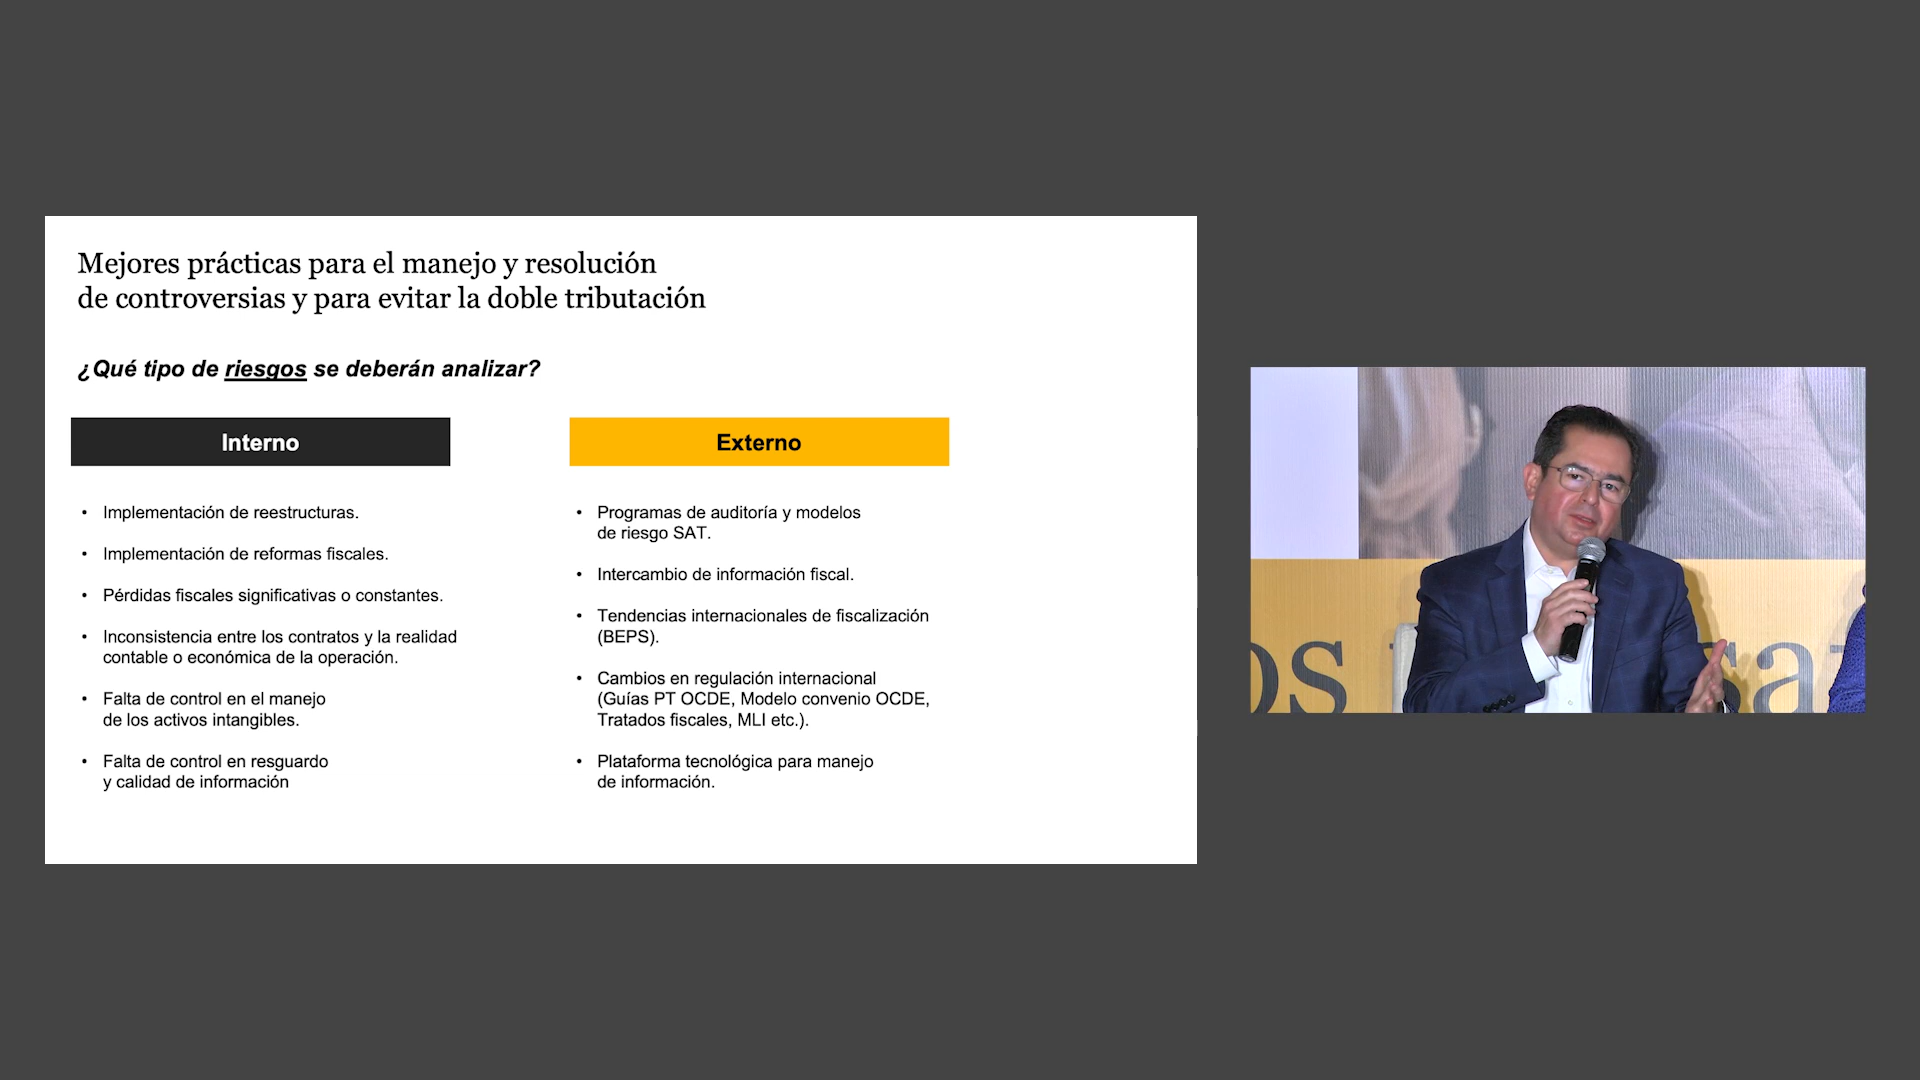 Mejores prácticas para el manejo y resolución
de controversias y para evitar la doble tributación
¿Qué tipo de riesgos se deberán analizar?
Interno
• Implementación de reestructuras.
• Implementación de reformas fiscales.
• Pérdidas fiscales significativas o constantes.
• Inconsistencia entre los contratos y la realidad
contable o económica de la operación.
• Falta de control en el manejo
de los activos intangibles.
• Falta de control en resguardo
y calidad de información
Externo
• Programas de auditoría y modelos
de riesgo SAT.
• Intercambio de información fiscal.
• Tendencias internacionales de fiscalización
(BEPS).
• Cambios en regulación internacional
(Guías PT OCDE, Modelo convenio OCDE,
Tratados fiscales, MLI etc.).
• Plataforma tecnológica para manejo
de información.